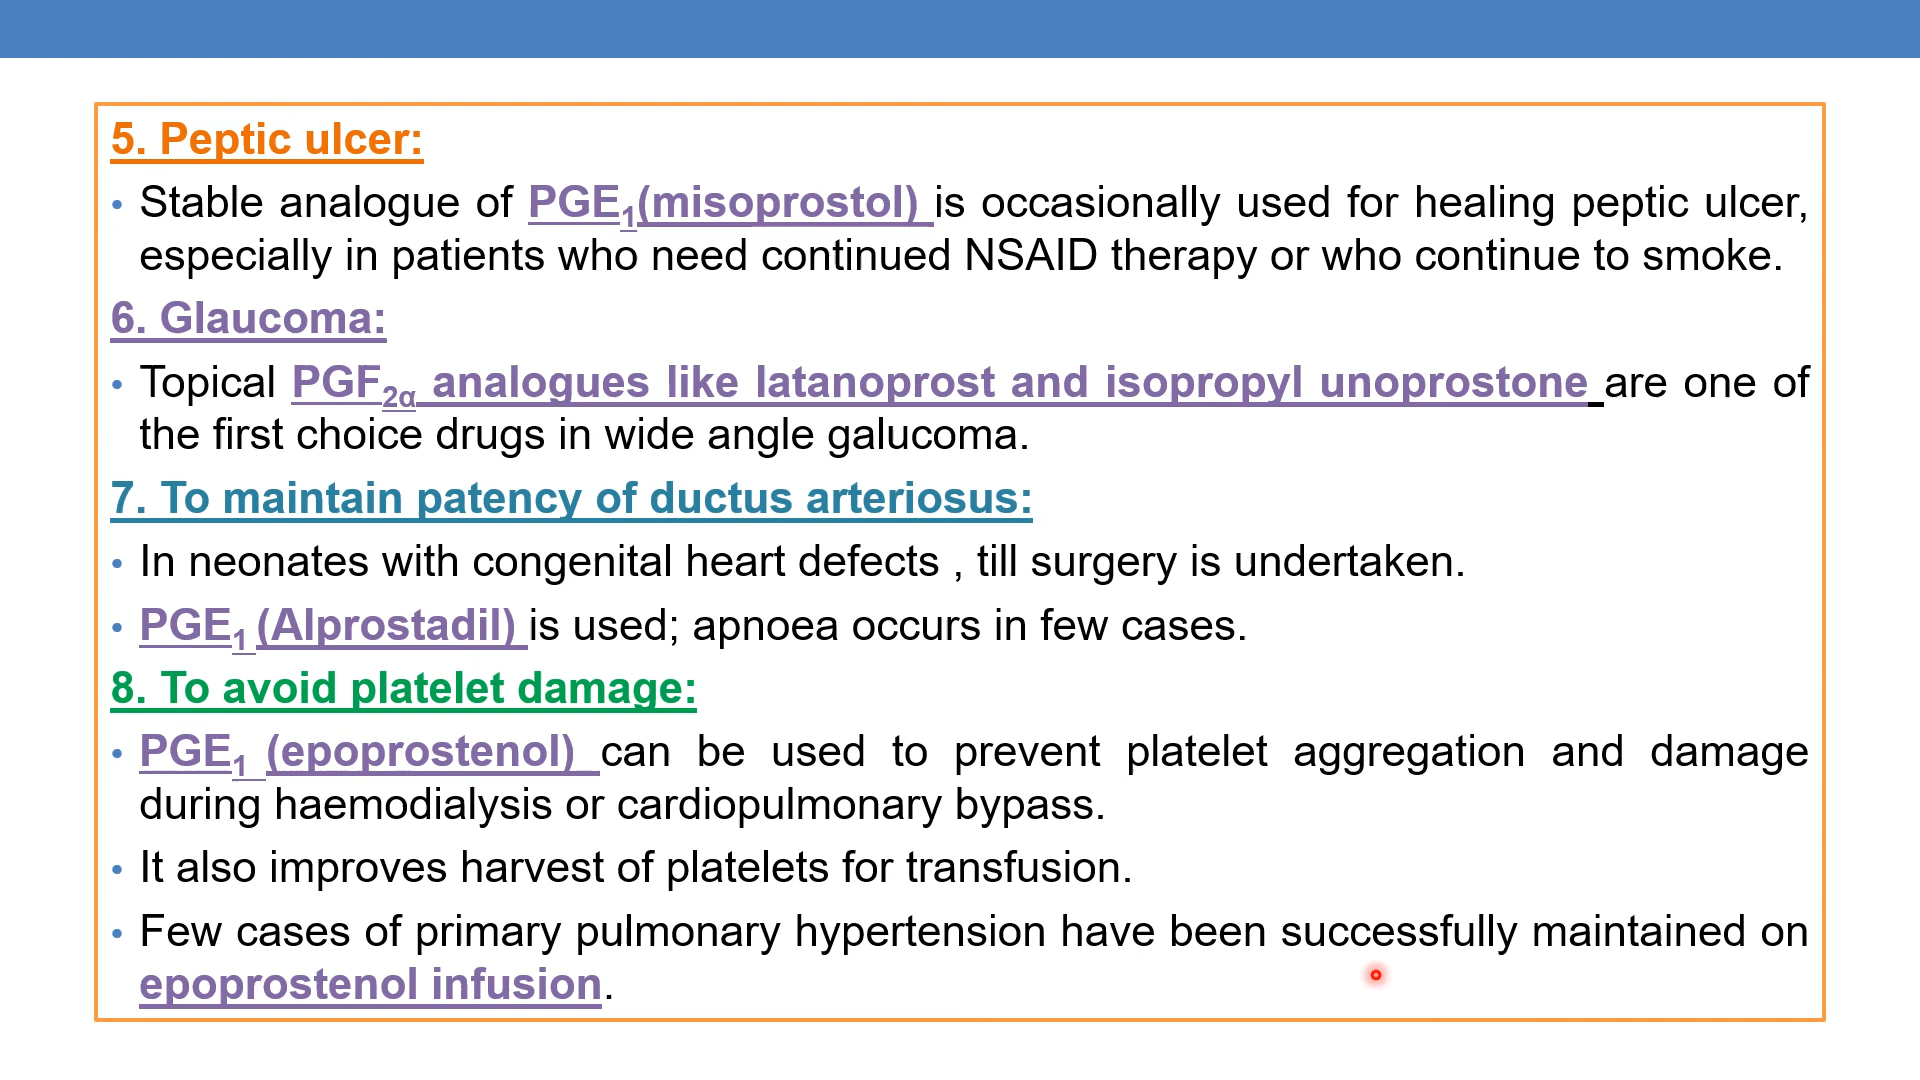 5. Peptic ulcer:
• Stable analogue of PGE₁(misoprostol) is occasionally used for healing peptic ulcer,
especially in patients who need continued NSAID therapy or who continue to smoke.
6. Glaucoma:
• Topical PGF₂α analogues like latanoprost and isopropyl unoprostone are one of
the first choice drugs in wide angle galucoma.
7. To maintain patency of ductus arteriosus:
• In neonates with congenital heart defects , till surgery is undertaken.
• PGE₁ (Alprostadil) is used; apnoea occurs in few cases.
8. To avoid platelet damage:
• PGE₁ (epoprostenol) can be used to prevent platelet aggregation and damage
during haemodialysis or cardiopulmonary bypass.
• It also improves harvest of platelets for transfusion.
• Few cases of primary pulmonary hypertension have been successfully maintained on
epoprostenol infusion.